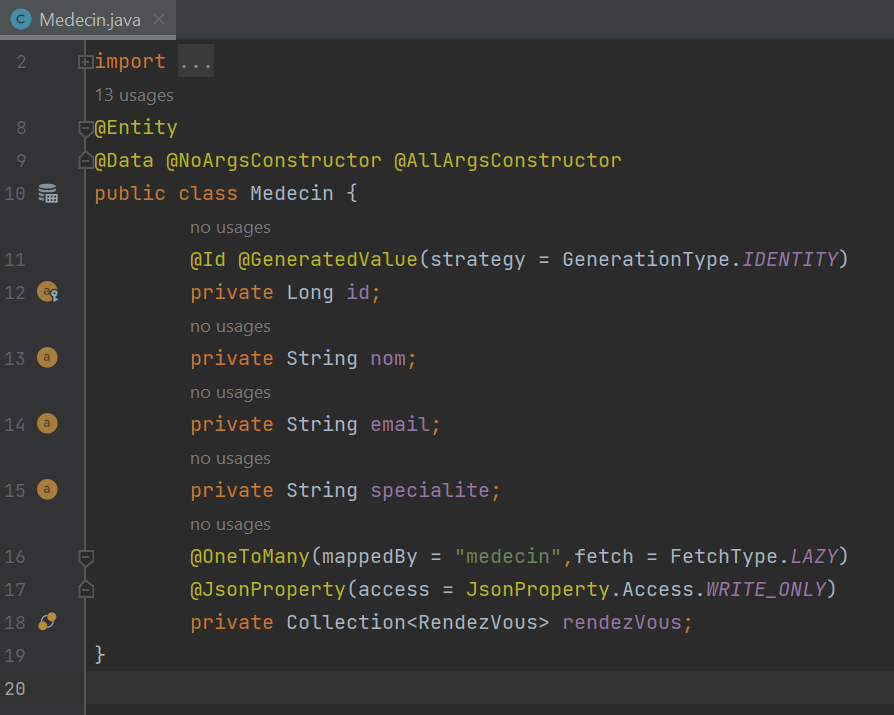 Medecin.java
2 import ...
13 usages
8 @Entity
9 @Data @NoArgsConstructor @AllArgsConstructor
10 public class Medecin {
no usages
11 @Id @GeneratedValue(strategy = GenerationType.IDENTITY)
12 private Long id;
no usages
13 private String nom;
no usages
14 private String email;
no usages
15 private String specialite;
no usages
16 @OneToMany(mappedBy = "medecin",fetch = FetchType.LAZY)
17 @JsonProperty(access = JsonProperty.Access.WRITE_ONLY)
18 private Collection<RendezVous> rendezVous;
19 }
20